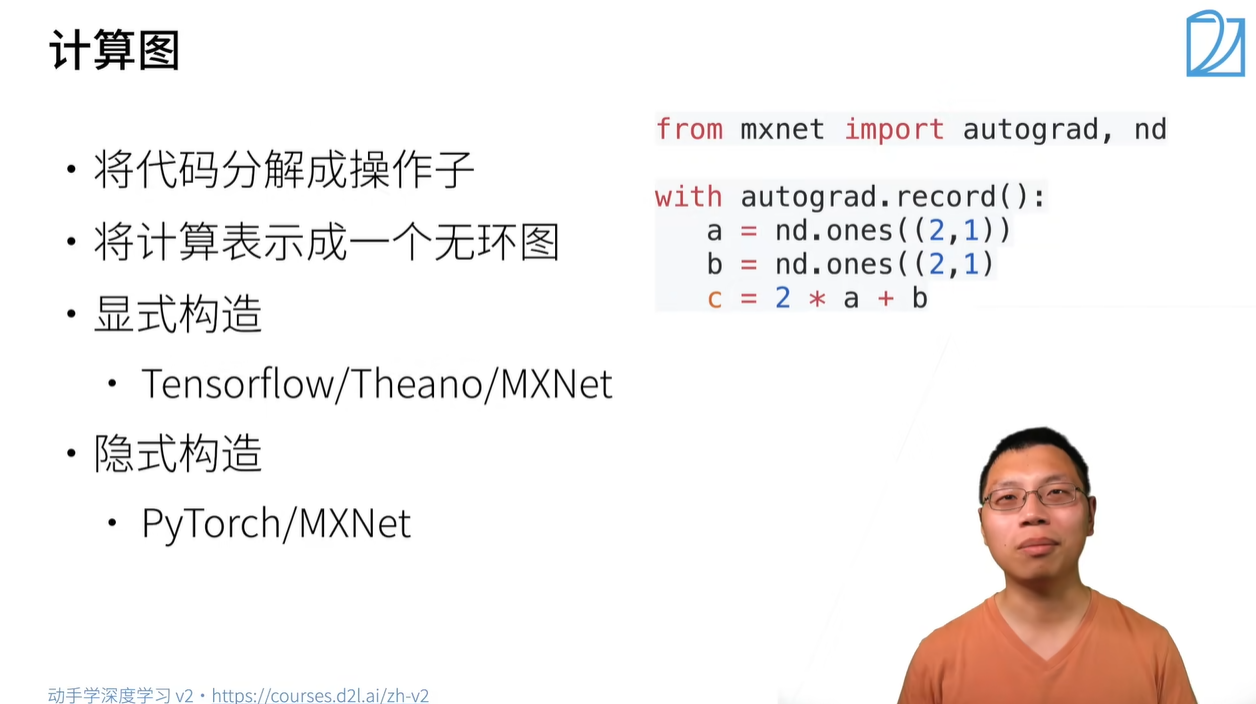 计算图
• 将代码分解成操作子
• 将计算表示成一个无环图
• 显式构造
• Tensorflow/Theano/MXNet
• 隐式构造
• PyTorch/MXNet
from mxnet import autograd, nd
with autograd.record():
a = nd.ones((2,1))
b = nd.ones((2,1)
c = 2 * a + b
动手学深度学习 v2 • https://courses.d2l.ai/zh-v2